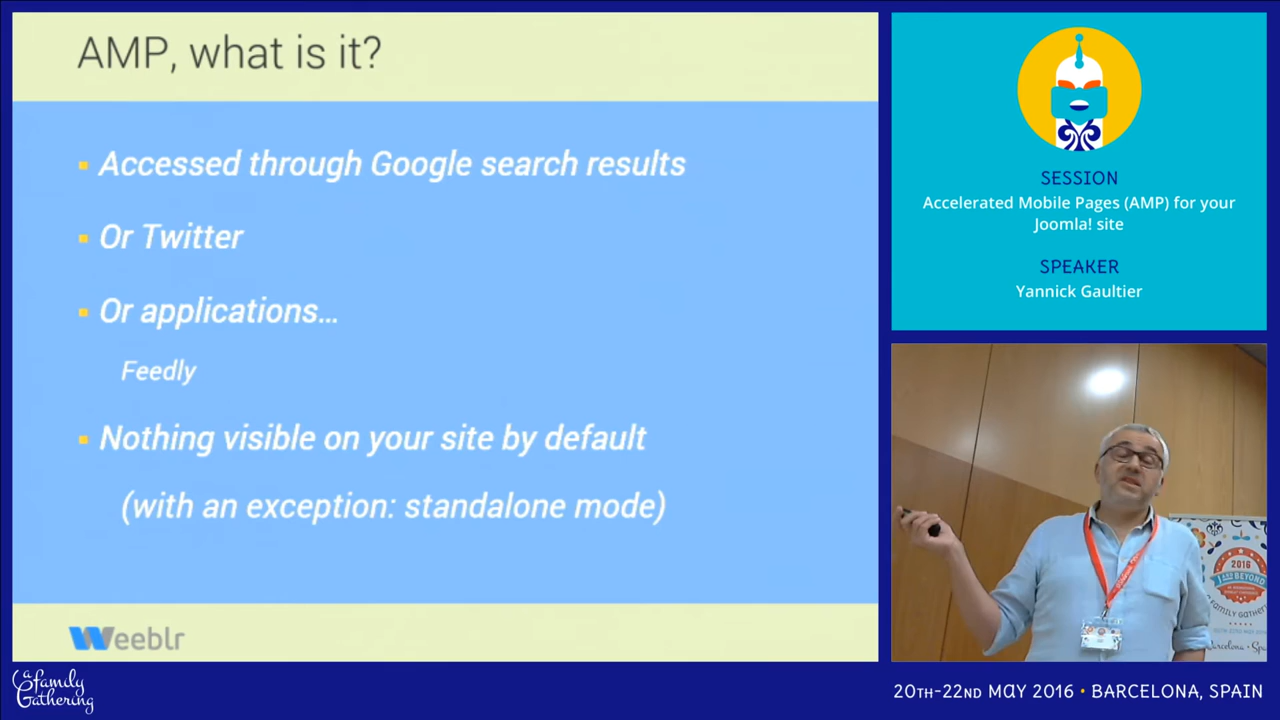 AMP, what is it?
Accessed through Google search results
Or Twitter
Or applications...
Feedly
Nothing visible on your site by default
(with an exception: standalone mode)
Weeblr
SESSION
Accelerated Mobile Pages (AMP) for your
Joomla! site
SPEAKER
Yannick Gaultier
2016
BEYOND
a
family
Gathering
20TH-22ND MAY 2016 • BARCELONA, SPAIN